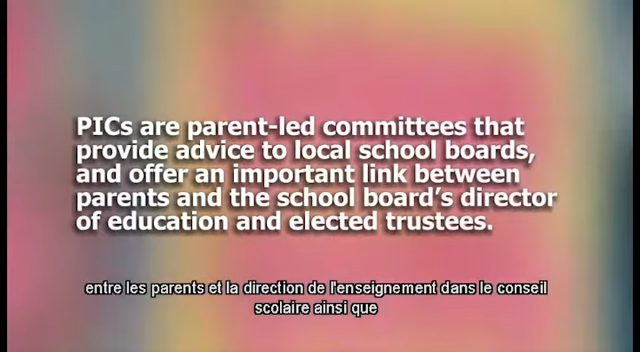 PICs are parent-led committees that
provide advice to local school boards,
and offer an important link between
parents and the school board's director
of education and elected trustees.
entre les parents et la direction de l'enseignement dans le conseil
scolaire ainsi que